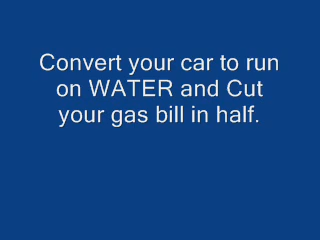 Convert your car to run
on WATER and Cut
your gas bill in half.